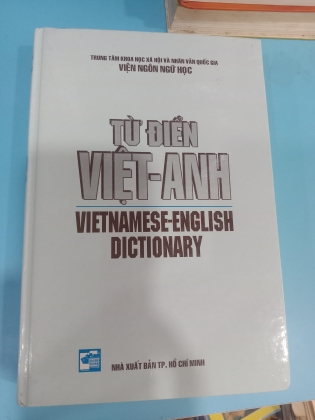 TRUNG TÂM KHOA HỌC XÃ HỘI VÀ NHÂN VĂN QUỐC GIA
VIỆN NGÔN NGỮ HỌC
TỪ ĐIỂN
VIỆT-ANH
VIETNAMESE-ENGLISH
DICTIONARY
NHÀ XUẤT BẢN TP. HỒ CHÍ MINH